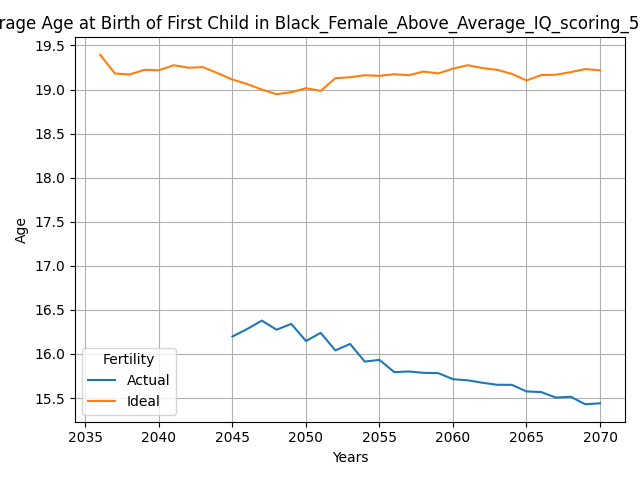 rage Age at Birth of First Child in Black_Female_Above_Average_IQ_scoring_5
19.5
19.0
18.5
18.0
17.5
17.0
16.5
16.0
15.5
Age
Fertility
Actual
Ideal
2035 2040 2045 2050 2055 2060 2065 2070
Years